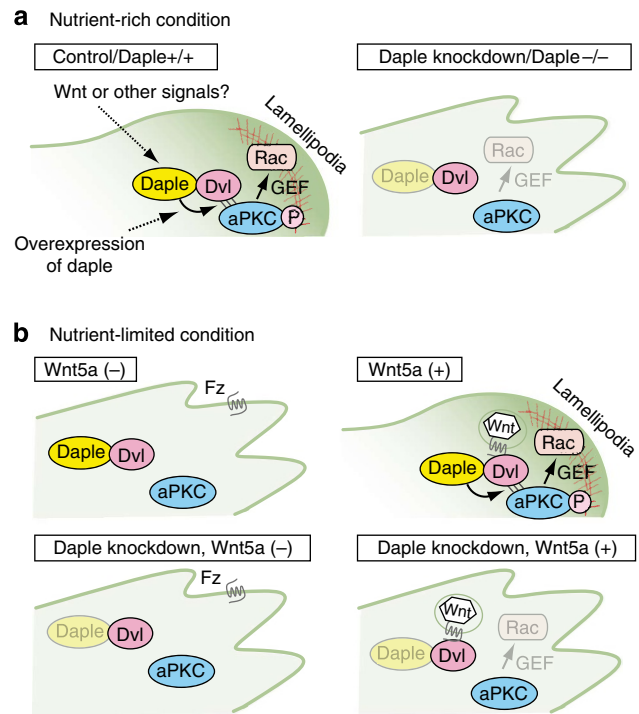 a Nutrient-rich condition
Control/Daple+/+
Wnt or other signals?
Lamellipodia
Rac
Daple
Dvl
GEF
aPKC
P
Overexpression
of daple
Daple knockdown/Daple–/–
Rac
Daple
Dvl
GEF
aPKC
b Nutrient-limited condition
Wnt5a (–)
Fz
Daple
Dvl
aPKC
Wnt5a (+)
Lamellipodia
Wnt
Rac
Daple
Dvl
GEF
aPKC
P
Daple knockdown, Wnt5a (–)
Fz
Daple
Dvl
aPKC
Daple knockdown, Wnt5a (+)
Wnt
Rac
Daple
Dvl
GEF
aPKC